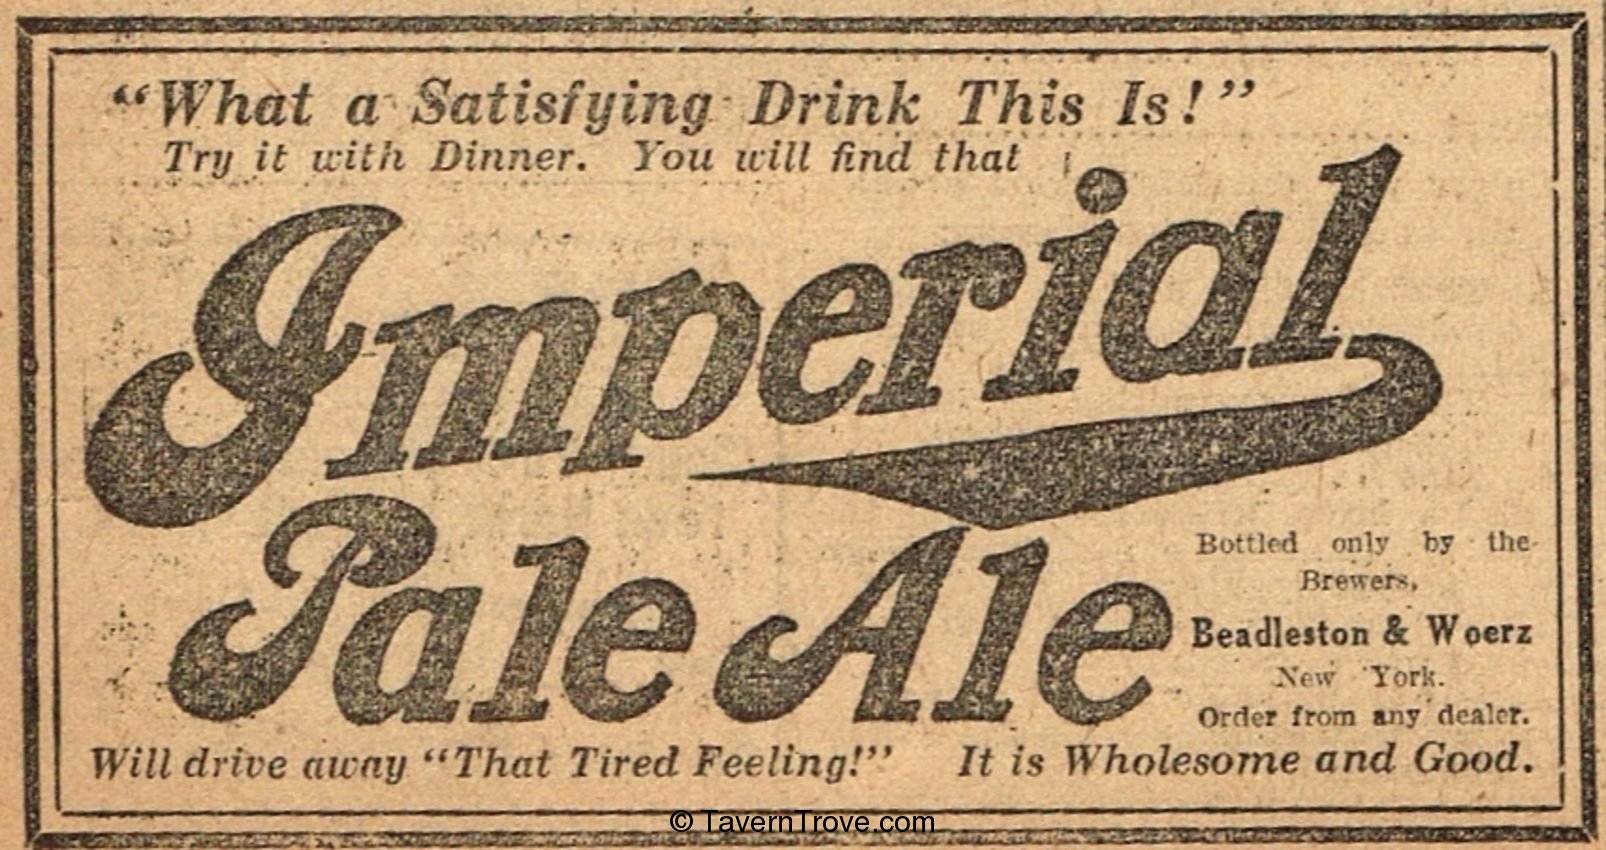 "What a Satisfying Drink This Is!"
Try it with Dinner. You will find that
Imperial
Pale Ale
Bottled only by the
Brewers,
Beadleston & Woerz
New York.
Order from any dealer.
Will drive away "That Tired Feeling!" It is Wholesome and Good.
© TavernTrove.com